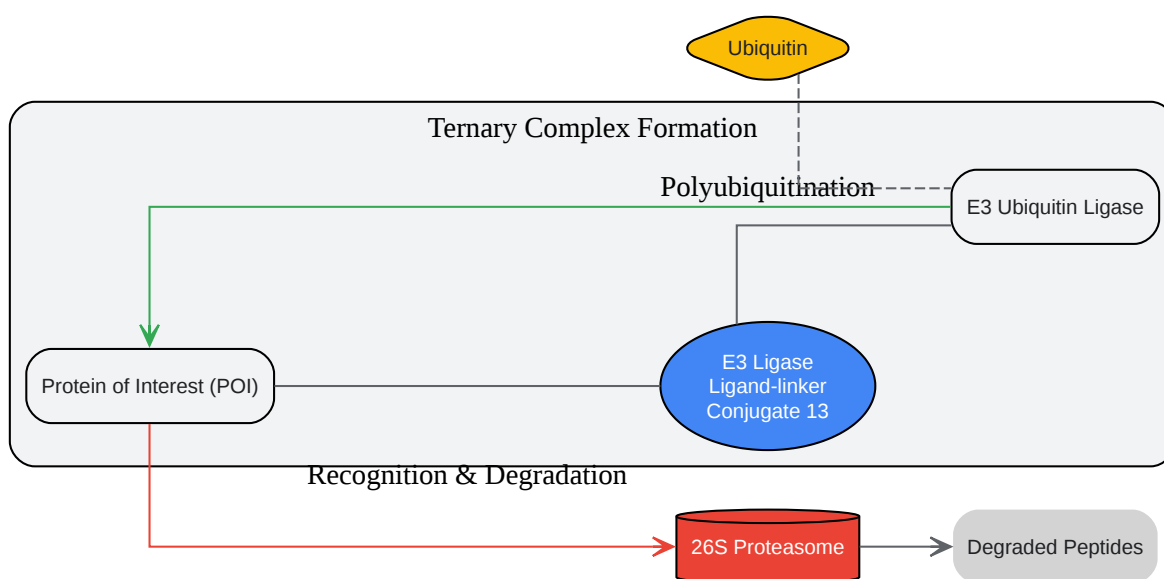 Ubiquitin
Ternary Complex Formation
Polyubiquitination
E3 Ubiquitin Ligase
Protein of Interest (POI)
E3 Ligase
Ligand-linker
Conjugate 13
Recognition & Degradation
26S Proteasome
Degraded Peptides